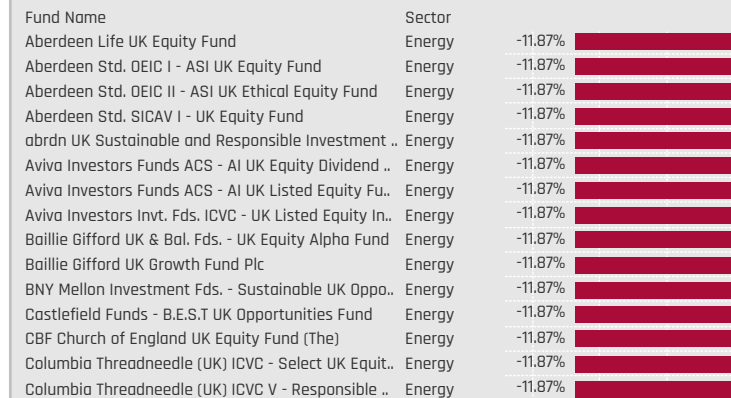 Fund Name Sector
Aberdeen Life UK Equity Fund Energy -11.87%
Aberdeen Std. OEIC I - ASI UK Equity Fund Energy -11.87%
Aberdeen Std. OEIC II - ASI UK Ethical Equity Fund Energy -11.87%
Aberdeen Std. SICAV I - UK Equity Fund Energy -11.87%
abrdn UK Sustainable and Responsible Investment .. Energy -11.87%
Aviva Investors Funds ACS - AI UK Equity Dividend .. Energy -11.87%
Aviva Investors Funds ACS - AI UK Listed Equity Fu.. Energy -11.87%
Aviva Investors Invt. Fds. ICVC - UK Listed Equity In.. Energy -11.87%
Baillie Gifford UK & Bal. Fds. - UK Equity Alpha Fund Energy -11.87%
Baillie Gifford UK Growth Fund Plc Energy -11.87%
BNY Mellon Investment Fds. - Sustainable UK Oppo.. Energy -11.87%
Castlefield Funds - B.E.S.T UK Opportunities Fund Energy -11.87%
CBF Church of England UK Equity Fund (The) Energy -11.87%
Columbia Threadneedle (UK) ICVC - Select UK Equit.. Energy -11.87%
Columbia Threadneedle (UK) ICVC V - Responsible .. Energy -11.87%